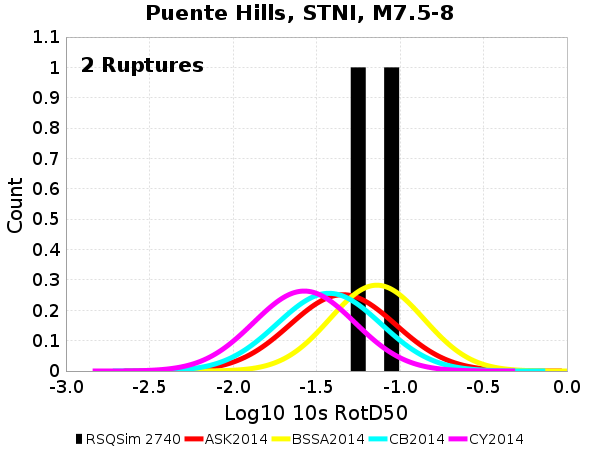 Puente Hills, STNI, M7.5-8
2 Ruptures
1.1
1
0.9
0.8
0.7
0.6
0.5
0.4
0.3
0.2
0.1
0
Count
-3.0 -2.5 -2.0 -1.5 -1.0 -0.5 0.0
Log10 10s RotD50
RSQSim 2740 ASK2014 BSSA2014 CB2014 CY2014